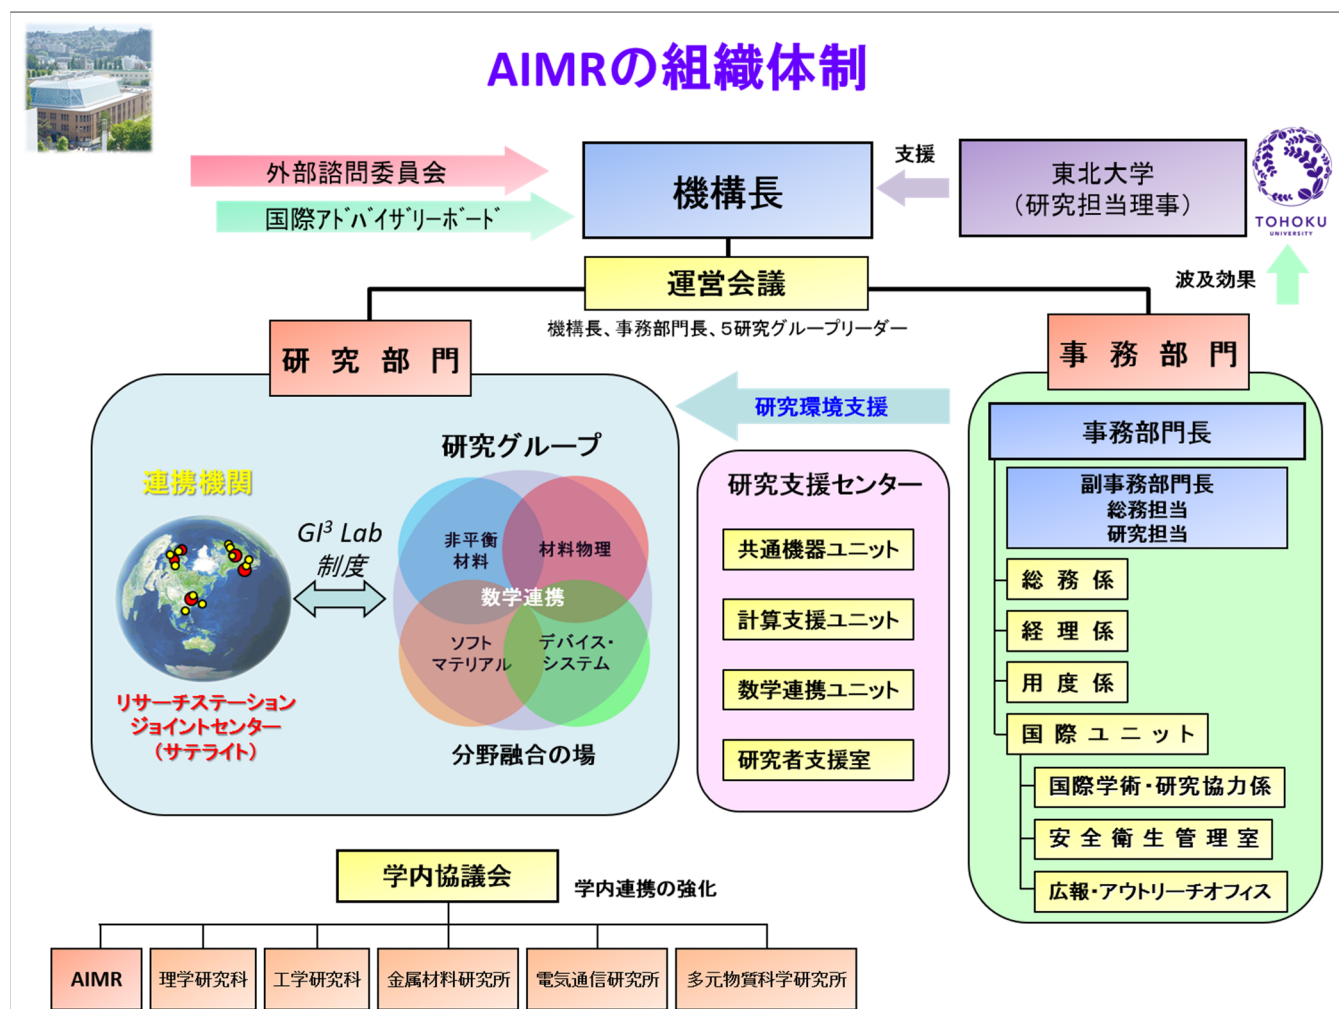 AIMRの組織体制
外部諮問委員会
国際アドバイザリーボード
機構長
支援
東北大学
（研究担当理事）
TOHOKU
UNIVERSITY
運営会議
波及効果
機構長、事務部門長、５研究グループリーダー
研究部門
事務部門
研究環境支援
研究グループ
連携機関
GI³ Lab
制度
非平衡
材料
材料物理
数学連携
ソフト
マテリアル
デバイス・
システム
リサーチステーション
ジョイントセンター
（サテライト）
分野融合の場
研究支援センター
共通機器ユニット
計算支援ユニット
数学連携ユニット
研究者支援室
事務部門長
副事務部門長
総務担当
研究担当
総務係
経理係
用度係
国際ユニット
国際学術・研究協力係
安全衛生管理室
広報・アウトリーチオフィス
学内協議会
学内連携の強化
AIMR
理学研究科
工学研究科
金属材料研究所
電気通信研究所
多元物質科学研究所